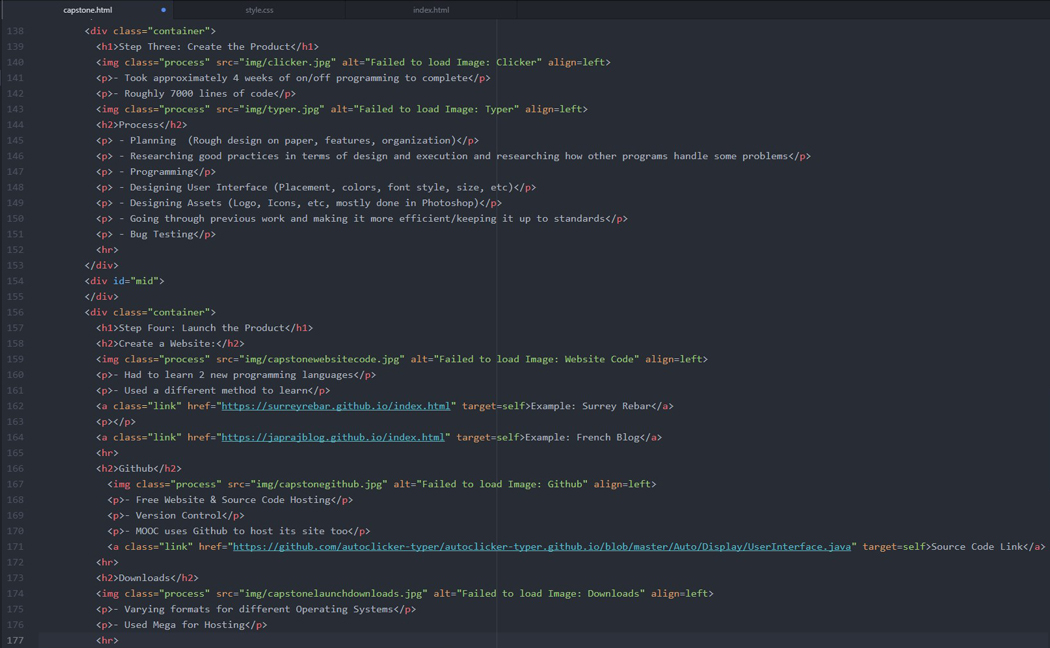 capstone.html style.css index.html
138 <div class="container">
139 <h1>Step Three: Create the Product</h1>
140 <img class="process" src="img/clicker.jpg" alt="Failed to load Image: Clicker" align=left>
141 <p>- Took approximately 4 weeks of on/off programming to complete</p>
142 <p>- Roughly 7000 lines of code</p>
143 <img class="process" src="img/typer.jpg" alt="Failed to load Image: Typer" align=left>
144 <h2>Process</h2>
145 <p> - Planning  (Rough design on paper, features, organization)</p>
146 <p> - Researching good practices in terms of design and execution and researching how other programs handle some problems</p>
147 <p> - Programming</p>
148 <p> - Designing User Interface (Placement, colors, font style, size, etc)</p>
149 <p> - Designing Assets (Logo, Icons, etc, mostly done in Photoshop)</p>
150 <p> - Going through previous work and making it more efficient/keeping it up to standards</p>
151 <p> - Bug Testing</p>
152 <hr>
153 </div>
154 <div id="mid">
155 </div>
156 <div class="container">
157 <h1>Step Four: Launch the Product</h1>
158 <h2>Create a Website:</h2>
159 <img class="process" src="img/capstonewebsitecode.jpg" alt="Failed to load Image: Website Code" align=left>
160 <p>- Had to learn 2 new programming languages</p>
161 <p>- Used a different method to learn</p>
162 <a class="link" href="https://surreyrebar.github.io/index.html" target=self>Example: Surrey Rebar</a>
163 <p></p>
164 <a class="link" href="https://japrajblog.github.io/index.html" target=self>Example: French Blog</a>
165 <hr>
166 <h2>Github</h2>
167 <img class="process" src="img/capstonegithub.jpg" alt="Failed to load Image: Github" align=left>
168 <p>- Free Website & Source Code Hosting</p>
169 <p>- Version Control</p>
170 <p>- MOOC uses Github to host its site too</p>
171 <a class="link" href="https://github.com/autoclicker-typer/autoclicker-typer.github.io/blob/master/Auto/Display/UserInterface.java" target=self>Source Code Link</a>
172 <hr>
173 <h2>Downloads</h2>
174 <img class="process" src="img/capstonelaunchdownloads.jpg" alt="Failed to load Image: Downloads" align=left>
175 <p>- Varying formats for different Operating Systems</p>
176 <p>- Used Mega for Hosting</p>
177 <hr>